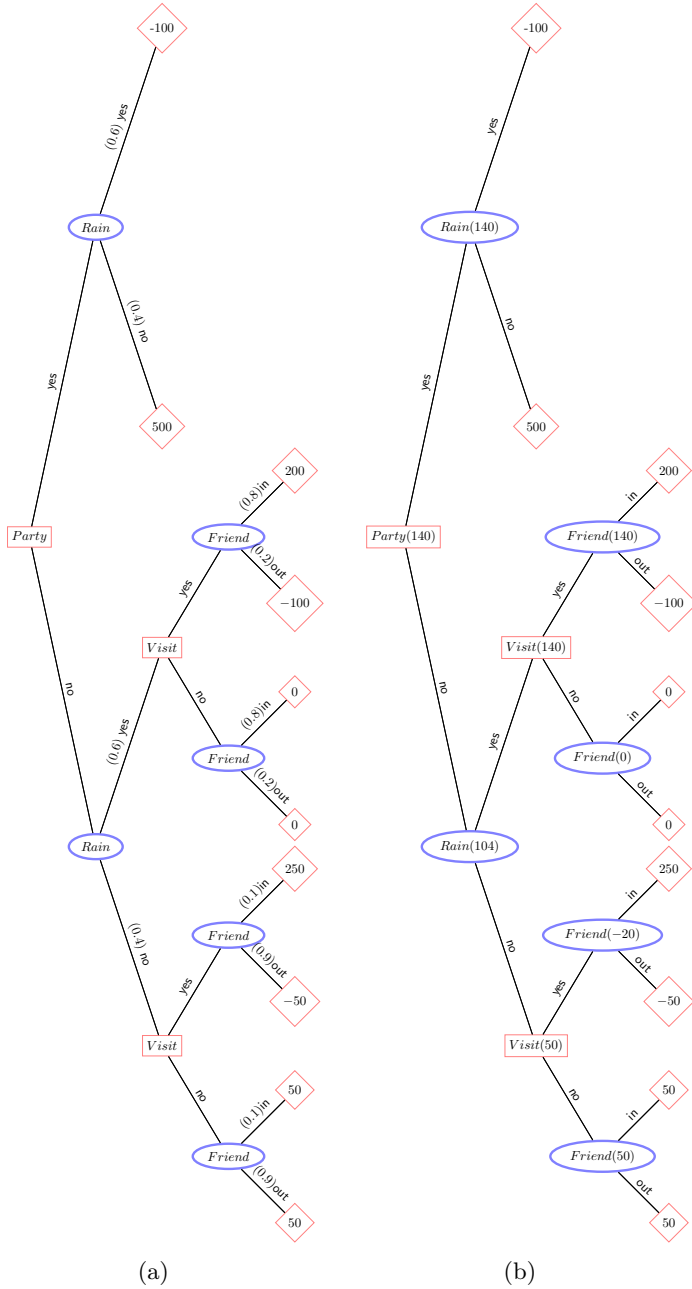 -100
(0.6) yes
Rain
(0.4) no
500
yes
Party
no
200
(0.8)in
Friend
(0.2)out
−100
yes
Visit
no
0
(0.8)in
Friend
(0.2)out
0
(0.6) yes
Rain
(0.4) no
250
(0.1)in
Friend
(0.9)out
−50
yes
Visit
no
50
(0.1)in
Friend
(0.9)out
50
(a)
-100
yes
Rain(140)
no
500
yes
Party(140)
no
200
in
Friend(140)
out
−100
yes
Visit(140)
no
0
in
Friend(0)
out
0
yes
Rain(104)
no
250
in
Friend(−20)
out
−50
yes
Visit(50)
no
50
in
Friend(50)
out
50
(b)